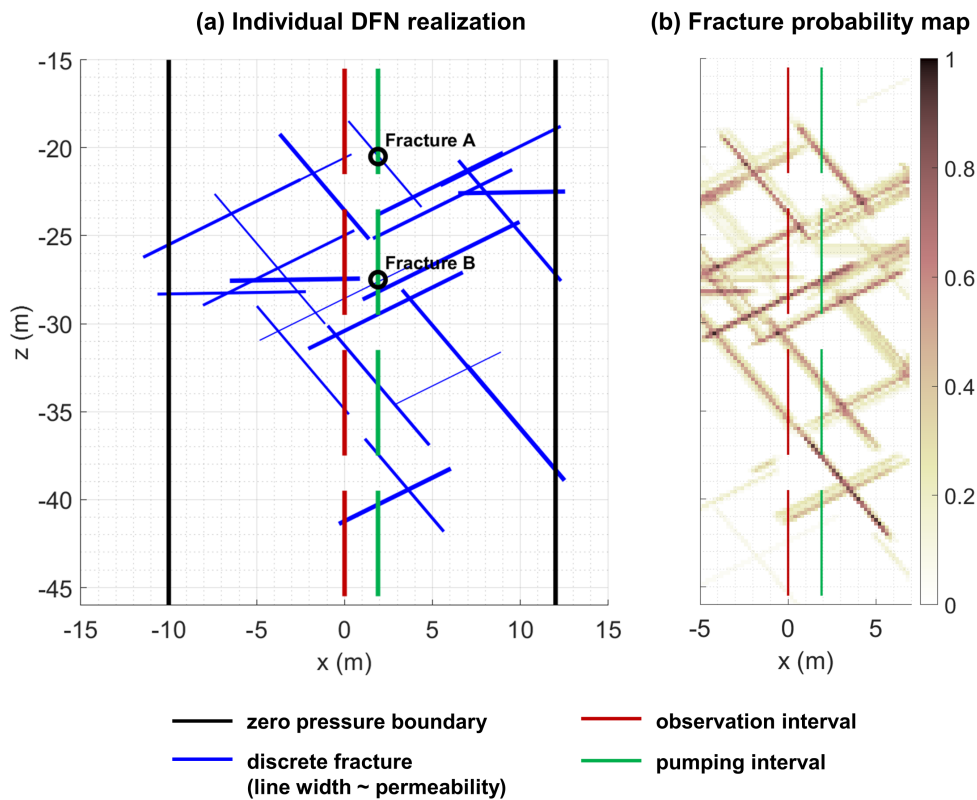 (a) Individual DFN realization
(b) Fracture probability map
-15
-20
-25
-30
-35
-40
-45
z (m)
Fracture A
Fracture B
-15
-10
-5
0
5
10
15
x (m)
-5
0
5
x (m)
1
0.8
0.6
0.4
0.2
0
zero pressure boundary
observation interval
discrete fracture
(line width ~ permeability)
pumping interval